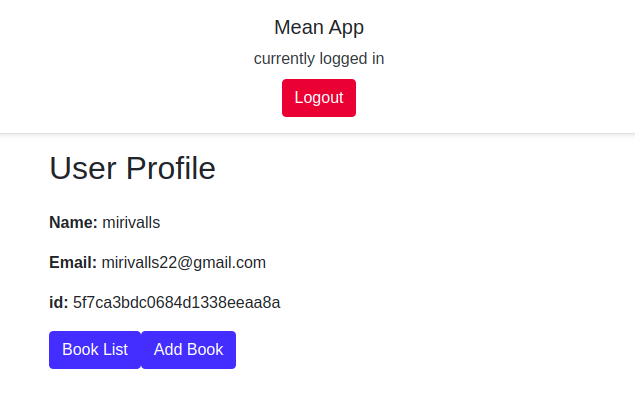 Mean App
currently logged in
Logout
User Profile
Name: mirivalls
Email: mirivalls22@gmail.com
id: 5f7ca3bdc0684d1338eeaa8a
Book List Add Book